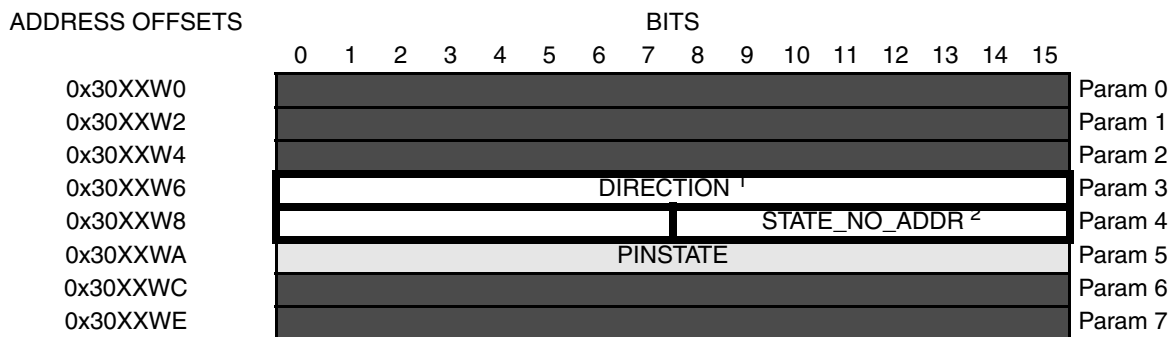 ADDRESS OFFSETS BITS
0 1 2 3 4 5 6 7 8 9 10 11 12 13 14 15
0x30XXW0 Param 0
0x30XXW2 Param 1
0x30XXW4 Param 2
0x30XXW6 DIRECTION 1 Param 3
0x30XXW8 STATE_NO_ADDR 2 Param 4
0x30XXWA PINSTATE Param 5
0x30XXWC Param 6
0x30XXWE Param 7